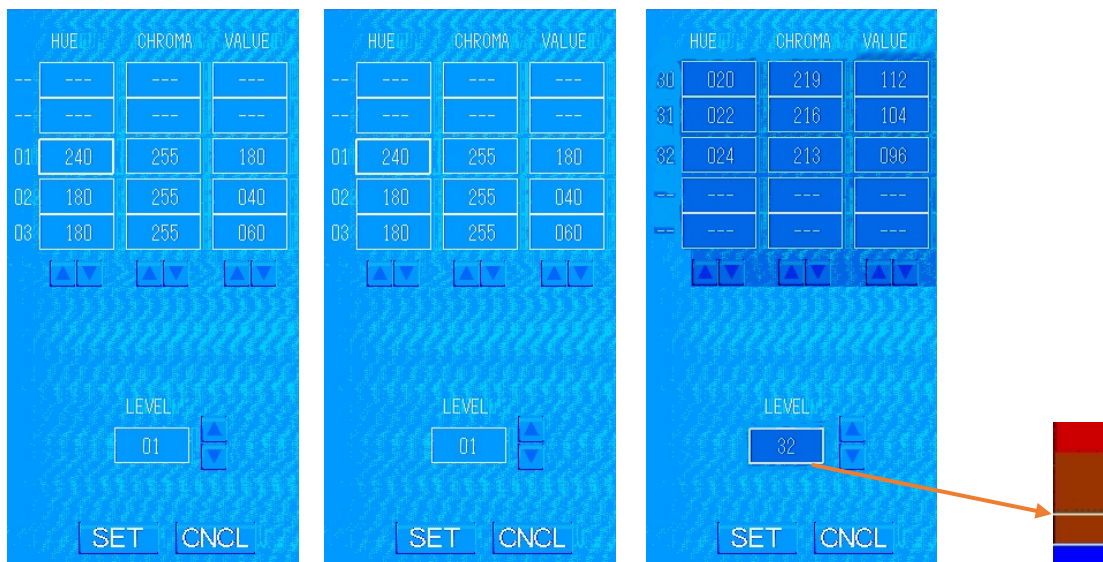 HUE CHROMA VALUE
-- --- --- ---
-- --- --- ---
01 240 255 180
02 180 255 040
03 180 255 060
LEVEL
01
SET CNCL
HUE CHROMA VALUE
-- --- --- ---
-- --- --- ---
01 240 255 180
02 180 255 040
03 180 255 060
LEVEL
01
SET CNCL
HUE CHROMA VALUE
30 020 219 112
31 022 216 104
32 024 213 096
-- --- --- ---
-- --- --- ---
LEVEL
32
SET CNCL